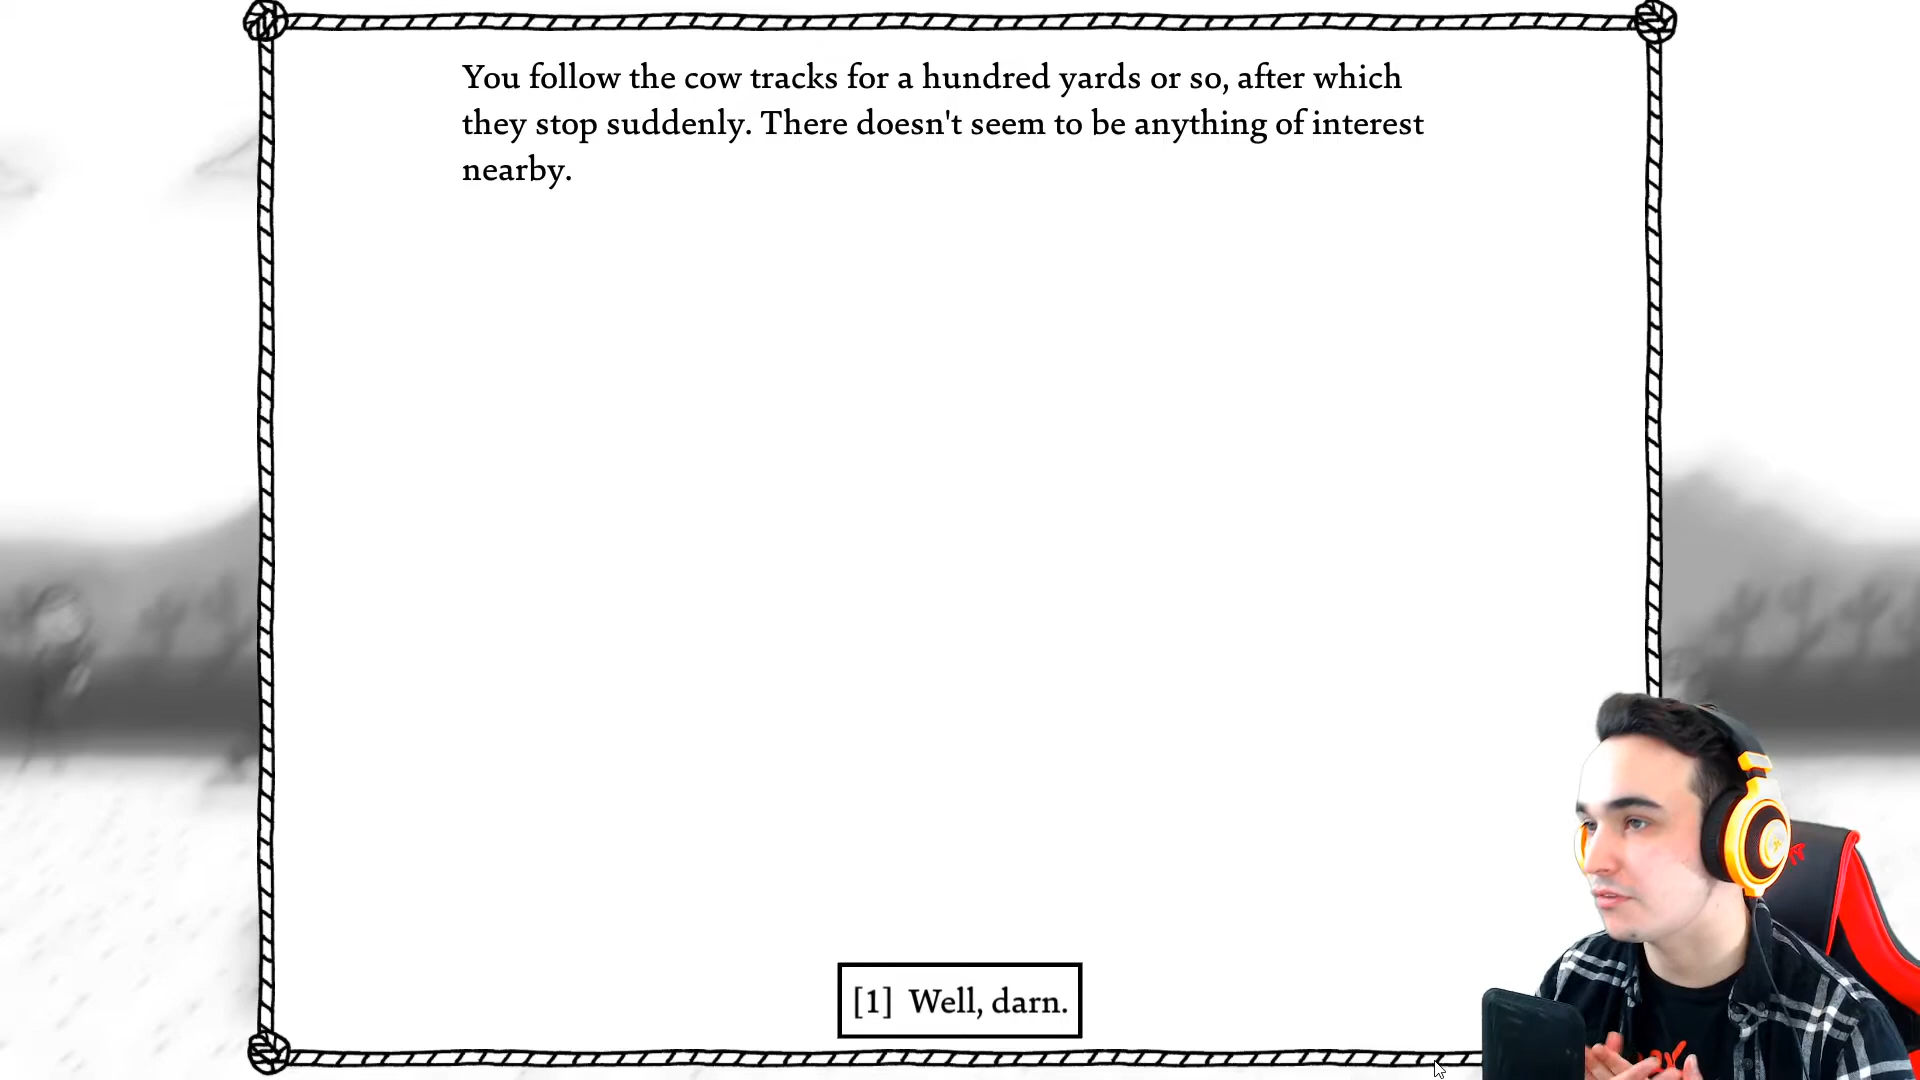 You follow the cow tracks for a hundred yards or so, after which
they stop suddenly. There doesn't seem to be anything of interest
nearby.
[1] Well, darn.